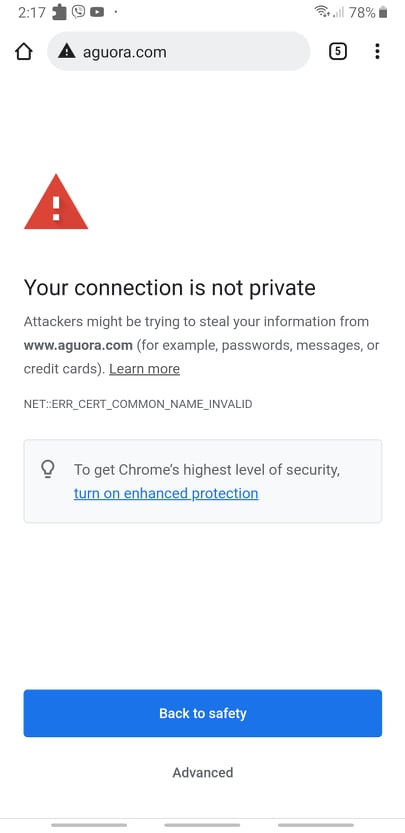 2:17
78%
aguora.com
5
Your connection is not private
Attackers might be trying to steal your information from
www.aguora.com (for example, passwords, messages, or
credit cards). Learn more
NET::ERR_CERT_COMMON_NAME_INVALID
To get Chrome's highest level of security,
turn on enhanced protection
Back to safety
Advanced